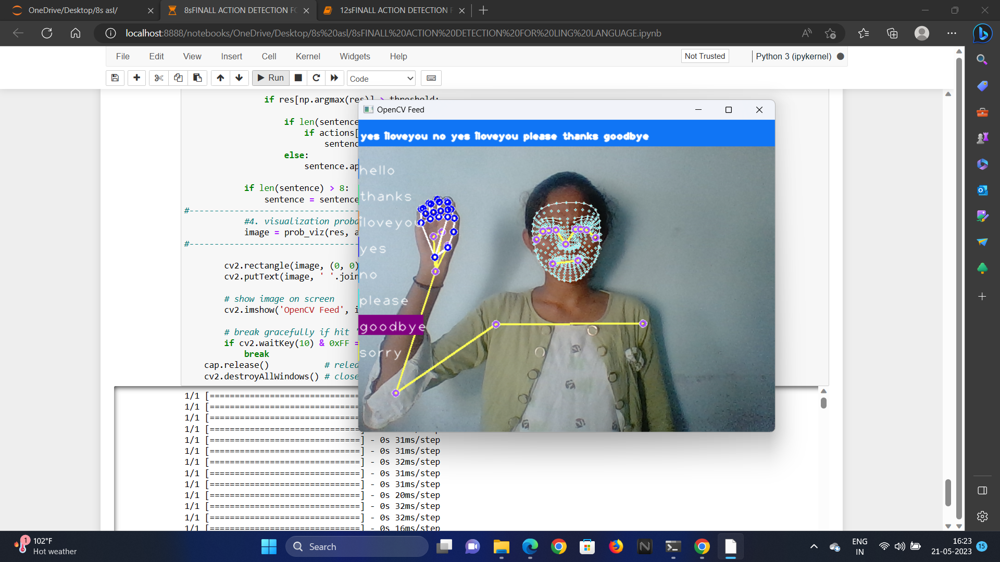 OneDrive/Desktop/8s asl/
8sFINALL ACTION DETECTION FO
12sFINALL ACTION DETECTION F
localhost:8888/notebooks/OneDrive/Desktop/8s%20asl/8sFINALL%20ACTION%20DETECTION%20FOR%20LING%20LANGUAGE.ipynb
File Edit View Insert Cell Kernel Widgets Help
Not Trusted
Python 3 (ipykernel)
Run
Code
if res[np.argmax(res)] > threshold:
if len(sentence
if actions[
sentenc
else:
sentence.ap
if len(sentence) > 8:
sentence = sentence
#----------------------------------
#4. visualization proba
image = prob_viz(res, a
#----------------------------------
cv2.rectangle(image, (0, 0)
cv2.putText(image, ' '.join
# show image on screen
cv2.imshow('OpenCV Feed', i
# break gracefully if hit '
if cv2.waitKey(10) & 0xFF =
break
cap.release() # relea
cv2.destroyAllWindows() # close
OpenCV Feed
yes iloveyou no yes iloveyou please thanks goodbye
hello
thanks
iloveyou
yes
no
please
goodbye
sorry
1/1 [==============================
1/1 [==============================
1/1 [==============================
1/1 [==============================]
1/1 [==============================] - 0s 31ms/step
1/1 [==============================] - 0s 31ms/step
1/1 [==============================] - 0s 32ms/step
1/1 [==============================] - 0s 31ms/step
1/1 [==============================] - 0s 31ms/step
1/1 [==============================] - 0s 20ms/step
1/1 [==============================] - 0s 32ms/step
1/1 [==============================] - 0s 32ms/step
1/1 [==============================] - 0s 16ms/step
1
102°F
Hot weather
Search
ENG
IN
16:23
21-05-2023
15